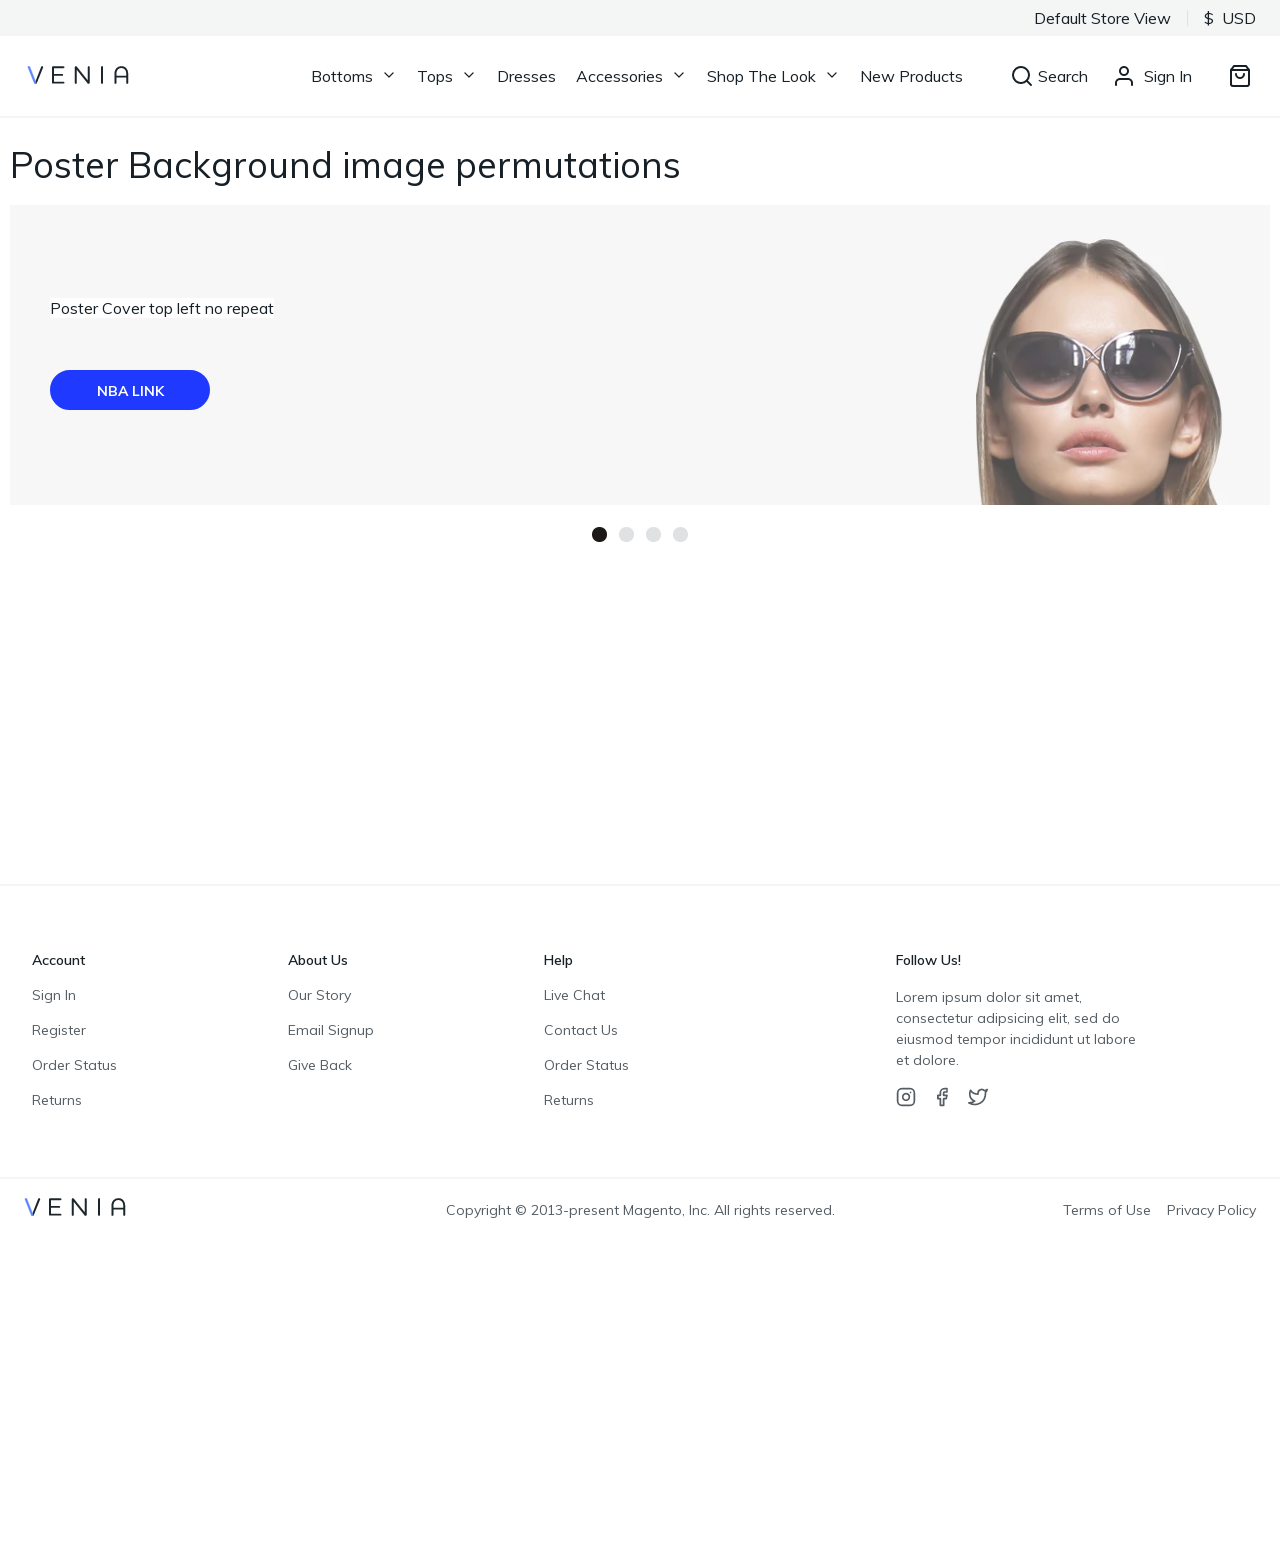 Default Store View $ USD
VENIA Bottoms Tops Dresses Accessories Shop The Look New Products Search Sign In
Poster Background image permutations
Poster Cover top left no repeat
NBA LINK
Account
Sign In
Register
Order Status
Returns
About Us
Our Story
Email Signup
Give Back
Help
Live Chat
Contact Us
Order Status
Returns
Follow Us!
Lorem ipsum dolor sit amet,
consectetur adipsicing elit, sed do
eiusmod tempor incididunt ut labore
et dolore.
VENIA Copyright © 2013-present Magento, Inc. All rights reserved. Terms of Use Privacy Policy